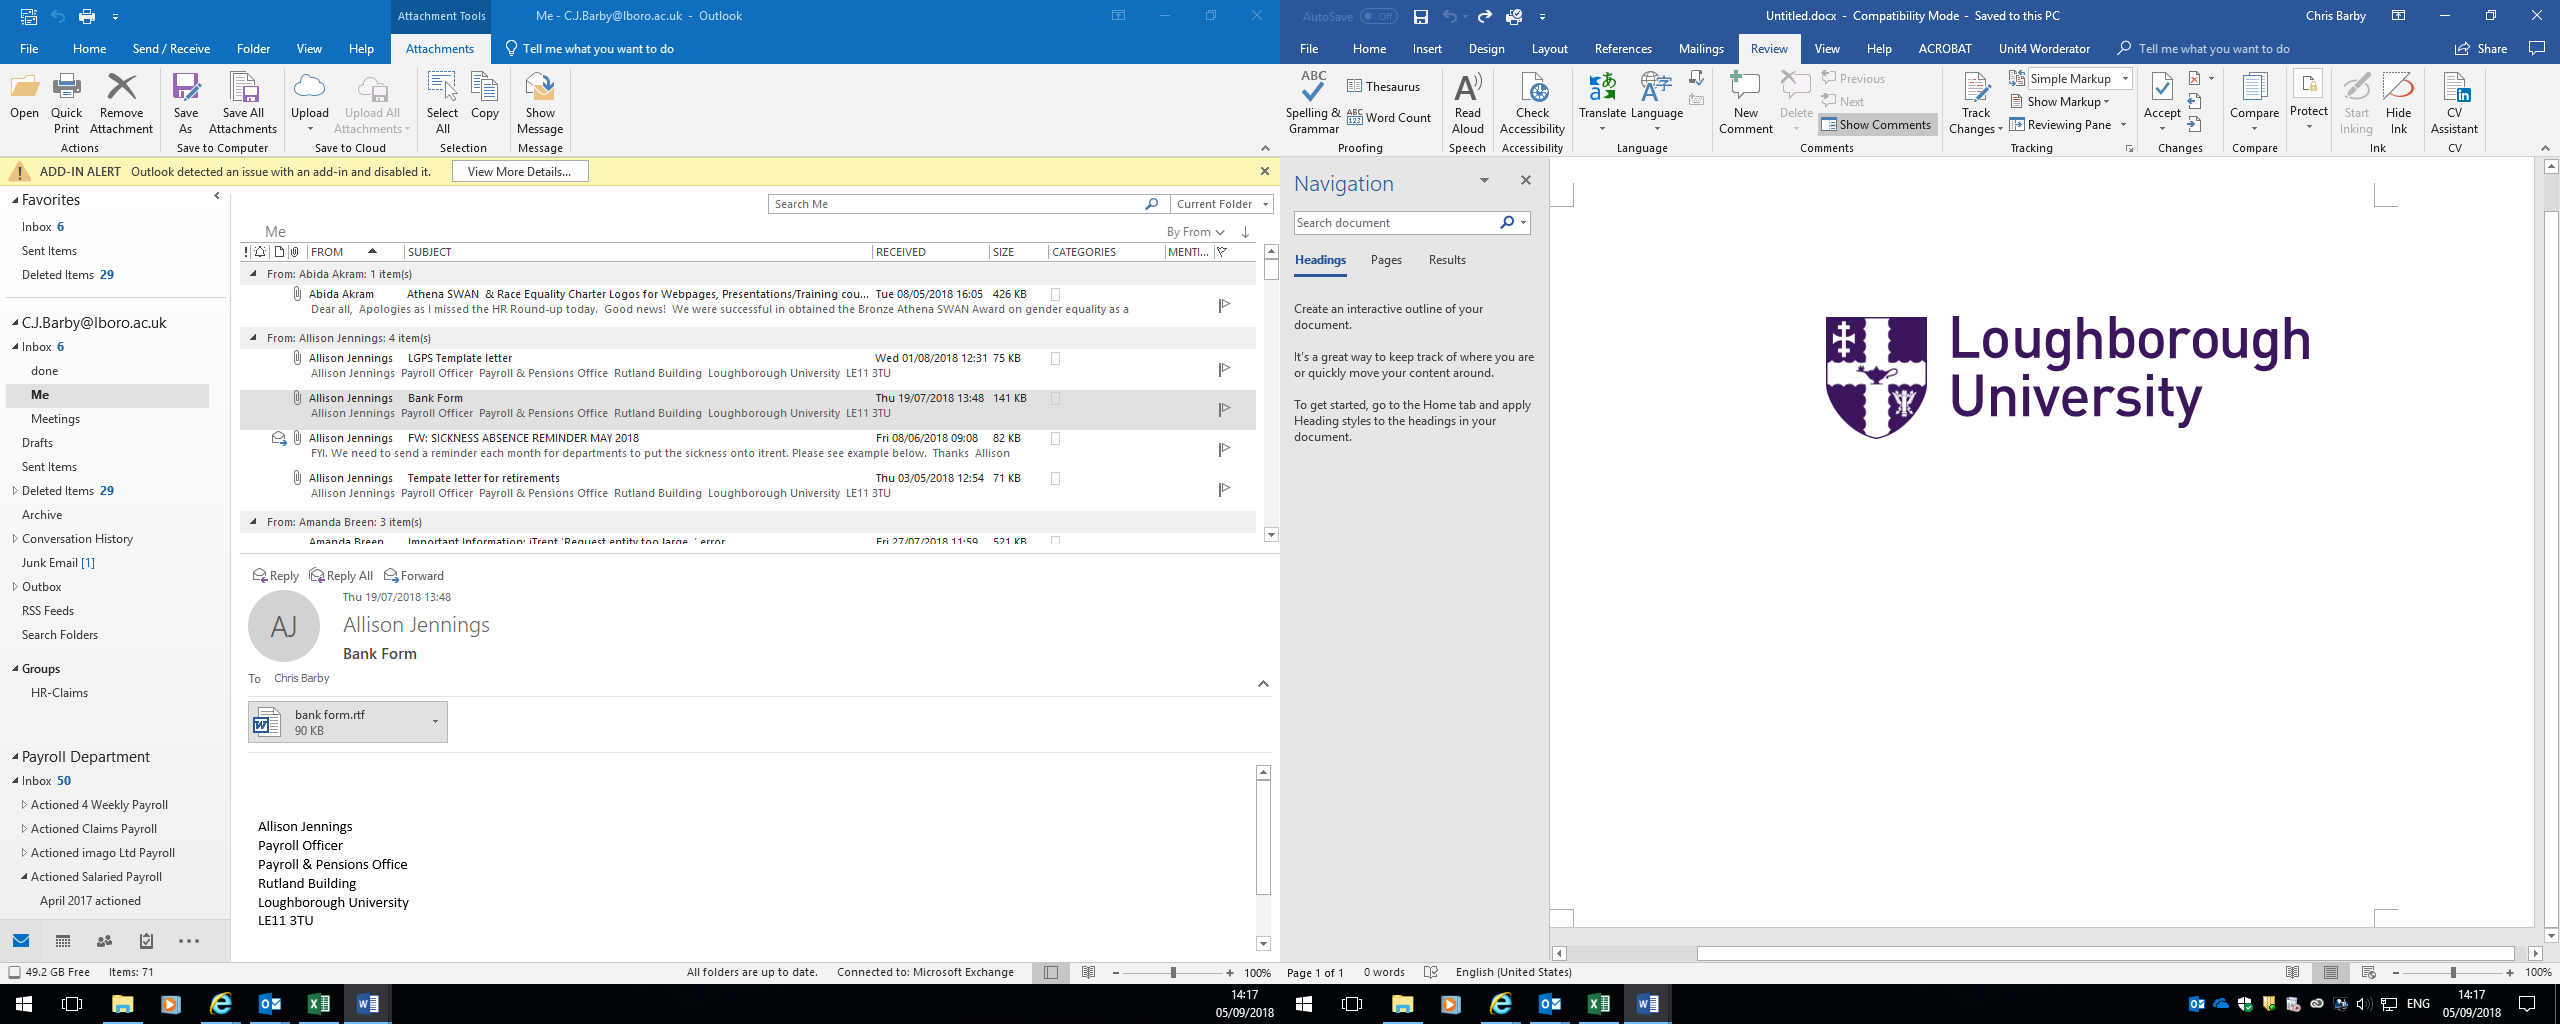 Attachment Tools
Me - C.J.Barby@lboro.ac.uk - Outlook
File Home Send / Receive Folder View Help Attachments Tell me what you want to do
Open
Quick Print
Remove Attachment
Save As
Save All Attachments
Upload
Upload All Attachments
Select All
Copy
Show Message
Actions Save to Computer Save to Cloud Selection Message
ADD-IN ALERT Outlook detected an issue with an add-in and disabled it. View More Details...
Favorites
Inbox 6
Sent Items
Deleted Items 29
C.J.Barby@lboro.ac.uk
Inbox 6
done
Me
Meetings
Drafts
Sent Items
Deleted Items 29
Archive
Conversation History
Junk Email [1]
Outbox
RSS Feeds
Search Folders
Groups
HR-Claims
Payroll Department
Inbox 50
Actioned 4 Weekly Payroll
Actioned Claims Payroll
Actioned imago Ltd Payroll
Actioned Salaried Payroll
April 2017 actioned
Search Me Current Folder
Me By From
! FROM SUBJECT RECEIVED SIZE CATEGORIES MENTI...
From: Abida Akram: 1 item(s)
Abida Akram Athena SWAN & Race Equality Charter Logos for Webpages, Presentations/Training cou... Tue 08/05/2018 16:05 426 KB
Dear all, Apologies as I missed the HR Round-up today. Good news! We were successful in obtained the Bronze Athena SWAN Award on gender equality as a
From: Allison Jennings: 4 item(s)
Allison Jennings LGPS Template letter Wed 01/08/2018 12:31 75 KB
Allison Jennings Payroll Officer Payroll & Pensions Office Rutland Building Loughborough University LE11 3TU
Allison Jennings Bank Form Thu 19/07/2018 13:48 141 KB
Allison Jennings Payroll Officer Payroll & Pensions Office Rutland Building Loughborough University LE11 3TU
Allison Jennings FW: SICKNESS ABSENCE REMINDER MAY 2018 Fri 08/06/2018 09:08 82 KB
FYI. We need to send a reminder each month for departments to put the sickness onto itrent. Please see example below. Thanks Allison
Allison Jennings Tempate letter for retirements Thu 03/05/2018 12:54 71 KB
Allison Jennings Payroll Officer Payroll & Pensions Office Rutland Building Loughborough University LE11 3TU
From: Amanda Breen: 3 item(s)
Amanda Breen Important Information: iTrent 'Request entity too large..' error Fri 27/07/2018 11:59 521 KB
Reply Reply All Forward
Thu 19/07/2018 13:48
AJ
Allison Jennings
Bank Form
To Chris Barby
bank form.rtf
90 KB
Allison Jennings
Payroll Officer
Payroll & Pensions Office
Rutland Building
Loughborough University
LE11 3TU
49.2 GB Free Items: 71 All folders are up to date. Connected to: Microsoft Exchange 100%
14:17
05/09/2018
AutoSave Off
Untitled.docx - Compatibility Mode - Saved to this PC
Chris Barby
File Home Insert Design Layout References Mailings Review View Help ACROBAT Unit4 Worderator Tell me what you want to do Share
ABC
Spelling & Grammar
Thesaurus
ABC 123 Word Count
Read Aloud
Check Accessibility
Translate
Language
New Comment
Delete
Previous
Next
Show Comments
Track Changes
Simple Markup
Show Markup
Reviewing Pane
Accept
Compare
Protect
Start Inking
Hide Ink
CV Assistant
Proofing Speech Accessibility Language Comments Tracking Changes Compare Ink CV
Navigation
Search document
Headings Pages Results
Create an interactive outline of your
document.
It's a great way to keep track of where you are
or quickly move your content around.
To get started, go to the Home tab and apply
Heading styles to the headings in your
document.
Loughborough
University
Page 1 of 1 0 words English (United States) 100%
ENG
14:17
05/09/2018